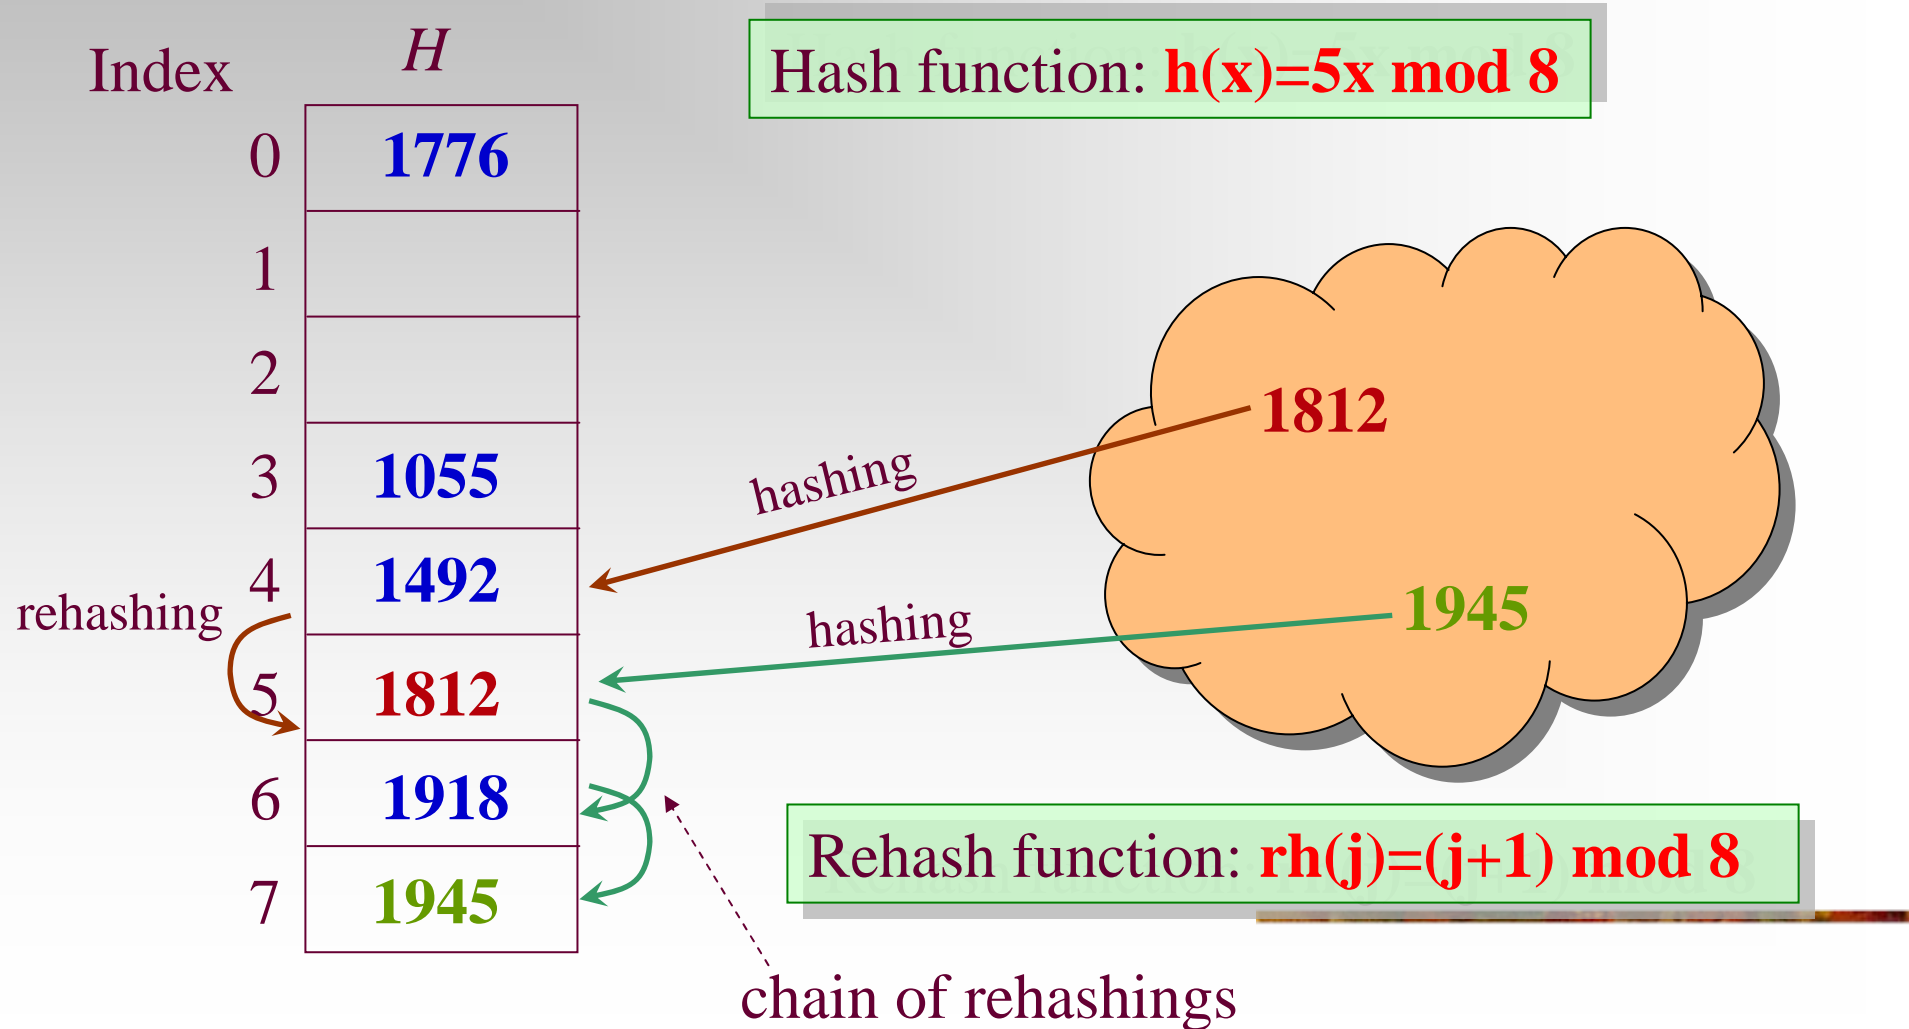 Index H
Hash function: h(x)=5x mod 8
0 1776
1
2
3 1055
4 1492
5 1812
6 1918
7 1945
rehashing
hashing
1812
hashing
1945
Rehash function: rh(j)=(j+1) mod 8
chain of rehashings